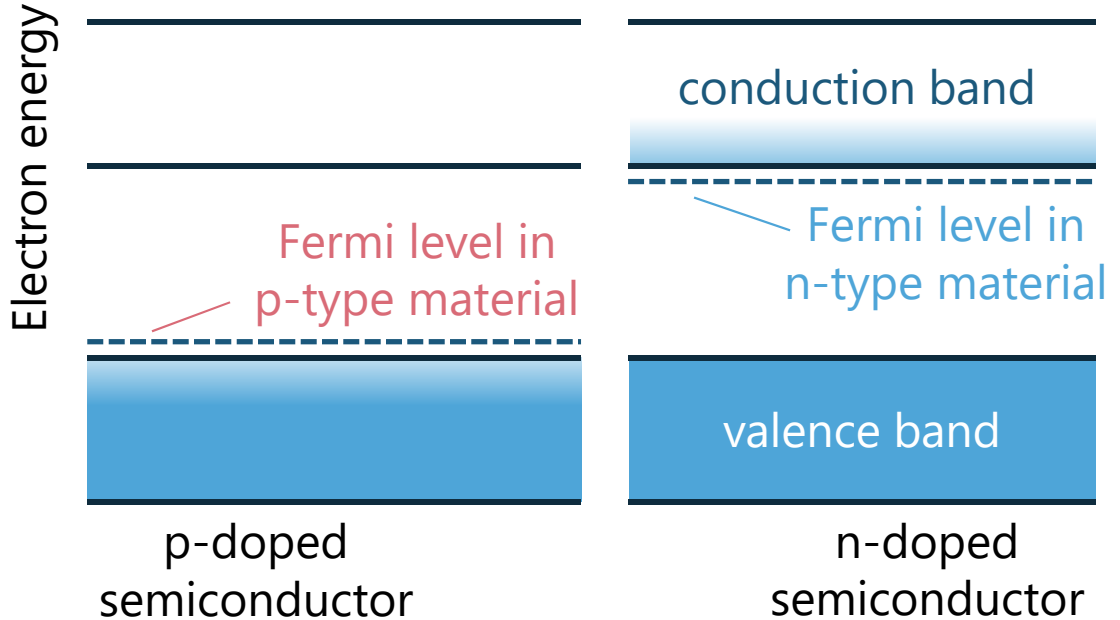 Electron energy
conduction band
Fermi level in
p-type material
Fermi level in
n-type material
valence band
p-doped
semiconductor
n-doped
semiconductor